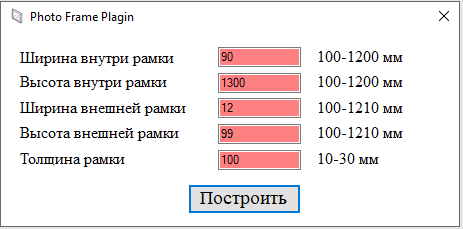 Photo Frame Plagin
Ширина внутри рамки 90 100-1200 мм
Высота внутри рамки 1300 100-1200 мм
Ширина внешней рамки 12 100-1210 мм
Высота внешней рамки 99 100-1210 мм
Толщина рамки 100 10-30 мм
Построить